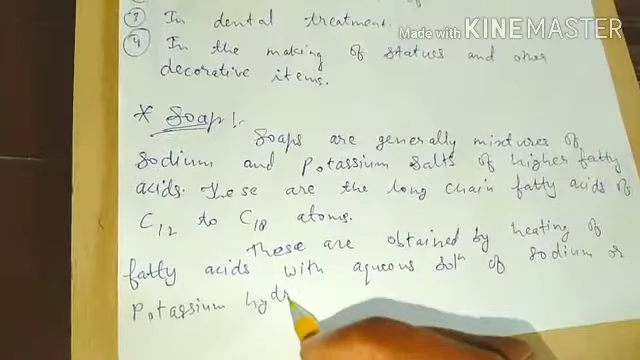 Made with KINEMASTER
③ In dental treatment.
④ In the making of statues and other
decorative items.
* Soap :-
Soaps are generally mixtures of
sodium and potassium salts of higher fatty
acids. These are the long chain fatty acids of
C₁₂ to C₁₈ atoms.
These are obtained by heating of
fatty acids with aqueous solⁿ of sodium or
potassium hydr